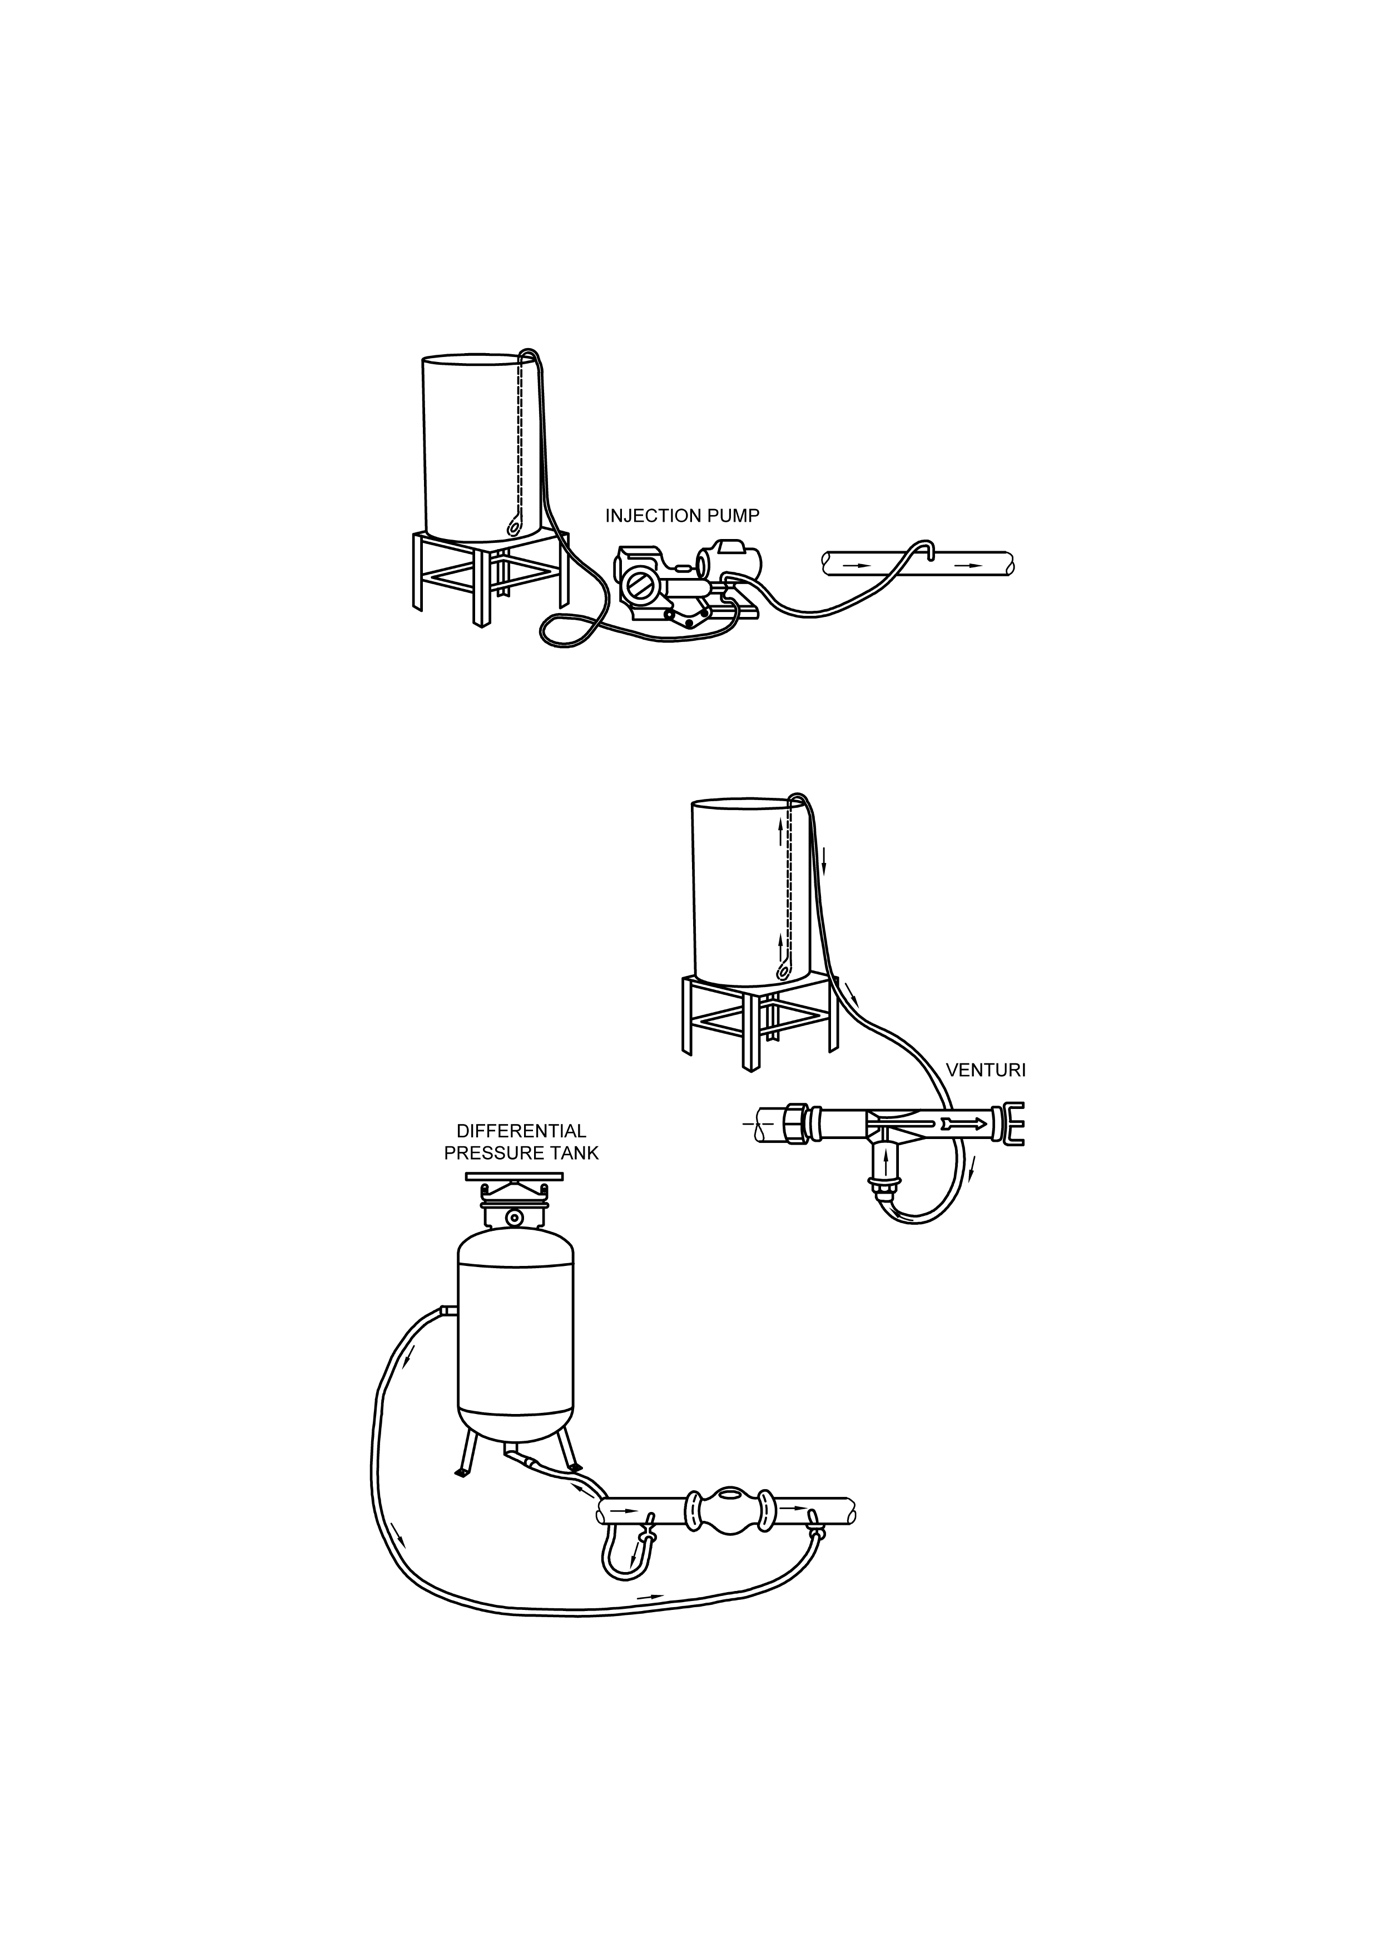 INJECTION PUMP
VENTURI
DIFFERENTIAL
PRESSURE TANK